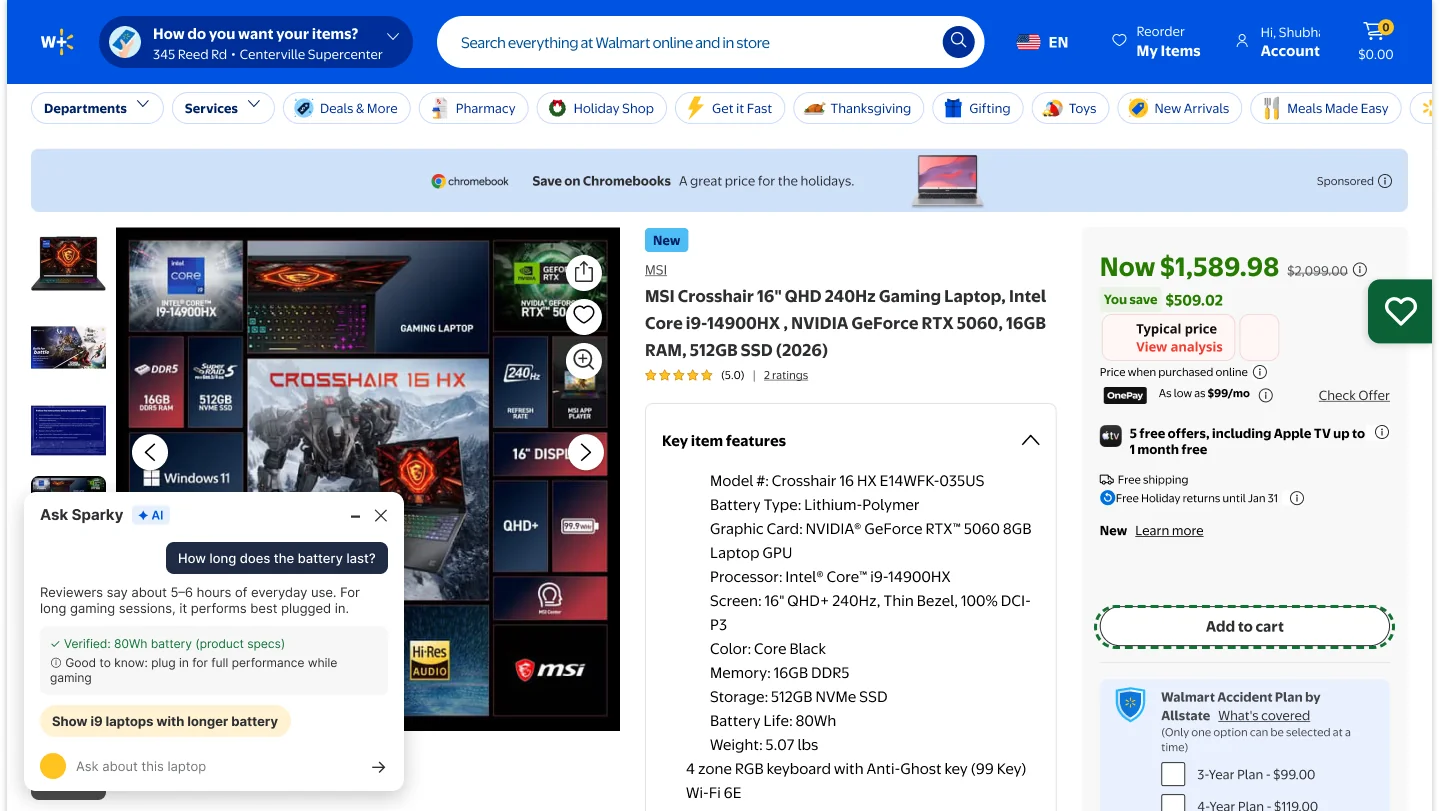 How do you want your items?
345 Reed Rd • Centerville Supercenter
Search everything at Walmart online and in store
EN
Reorder
My Items
Hi, Shubh
Account
0
$0.00
Departments
Services
Deals & More
Pharmacy
Holiday Shop
Get it Fast
Thanksgiving
Gifting
Toys
New Arrivals
Meals Made Easy
chromebook
Save on Chromebooks A great price for the holidays.
Sponsored
intel
CORE
i9
INTEL® CORE™
I9-14900HX
GAMING LAPTOP
NVIDIA
DDR5
16GB
DDR5 RAM
Super RAID 5
512GB
NVME SSD
CROSSHAIR 16 HX
240Hz
REFRESH
RATE
MSI APP
PLAYER
Windows 11
QHD+
99.9WHr
MSI Center
Hi-Res
AUDIO
msi
New
MSI
MSI Crosshair 16" QHD 240Hz Gaming Laptop, Intel
Core i9-14900HX , NVIDIA GeForce RTX 5060, 16GB
RAM, 512GB SSD (2026)
(5.0) | 2 ratings
Key item features
Model #: Crosshair 16 HX E14WFK-035US
Battery Type: Lithium-Polymer
Graphic Card: NVIDIA® GeForce RTX™ 5060 8GB
Laptop GPU
Processor: Intel® Core™ i9-14900HX
Screen: 16" QHD+ 240Hz, Thin Bezel, 100% DCI-
P3
Color: Core Black
Memory: 16GB DDR5
Storage: 512GB NVMe SSD
Battery Life: 80Wh
Weight: 5.07 lbs
4 zone RGB keyboard with Anti-Ghost key (99 Key)
Wi-Fi 6E
Now $1,589.98 $2,099.00
You save $509.02
Typical price
View analysis
Price when purchased online
OnePay As low as $99/mo Check Offer
tv
5 free offers, including Apple TV up to
1 month free
Free shipping
Free Holiday returns until Jan 31
New Learn more
Add to cart
Walmart Accident Plan by
Allstate What's covered
(Only one option can be selected at a
time)
3-Year Plan - $99.00
4-Year Plan - $119.00
Ask Sparky
AI
How long does the battery last?
Reviewers say about 5–6 hours of everyday use. For
long gaming sessions, it performs best plugged in.
✓ Verified: 80Wh battery (product specs)
ⓘ Good to know: plug in for full performance while
gaming
Show i9 laptops with longer battery
Ask about this laptop